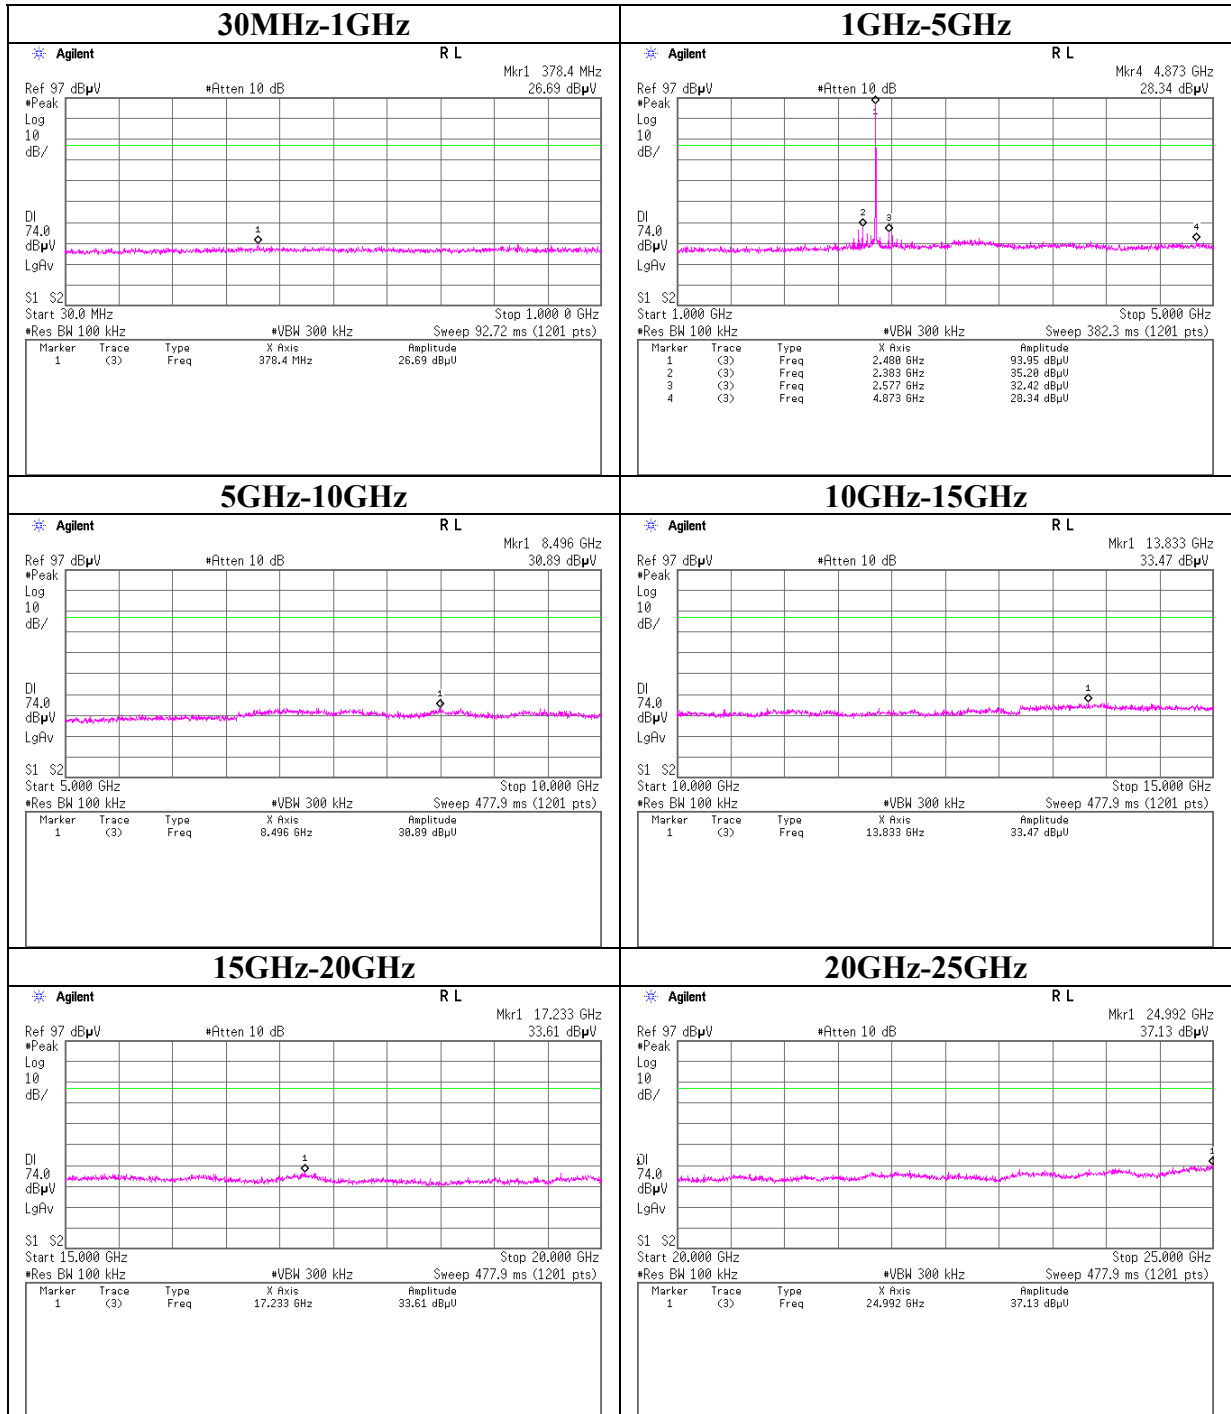 30MHz-1GHz
Agilent R L
Mkr1 378.4 MHz
Ref 97 dBµV #Atten 10 dB 26.69 dBµV
#Peak
Log
10
dB/
1
DI
74.0
dBµV
LgAv
S1 S2
Start 30.0 MHz Stop 1.000 0 GHz
#Res BW 100 kHz #VBW 300 kHz Sweep 92.72 ms (1201 pts)
Marker Trace Type X Axis Amplitude
1 (3) Freq 378.4 MHz 26.69 dBµV
1GHz-5GHz
Agilent R L
Mkr4 4.873 GHz
Ref 97 dBµV #Atten 10 dB 28.34 dBµV
#Peak
Log
10
dB/
1
2 3 4
DI
74.0
dBµV
LgAv
S1 S2
Start 1.000 GHz Stop 5.000 GHz
#Res BW 100 kHz #VBW 300 kHz Sweep 382.3 ms (1201 pts)
Marker Trace Type X Axis Amplitude
1 (3) Freq 2.480 GHz 93.95 dBµV
2 (3) Freq 2.383 GHz 35.20 dBµV
3 (3) Freq 2.577 GHz 32.42 dBµV
4 (3) Freq 4.873 GHz 28.34 dBµV
5GHz-10GHz
Agilent R L
Mkr1 8.496 GHz
Ref 97 dBµV #Atten 10 dB 30.89 dBµV
#Peak
Log
10
dB/
1
DI
74.0
dBµV
LgAv
S1 S2
Start 5.000 GHz Stop 10.000 GHz
#Res BW 100 kHz #VBW 300 kHz Sweep 477.9 ms (1201 pts)
Marker Trace Type X Axis Amplitude
1 (3) Freq 8.496 GHz 30.89 dBµV
10GHz-15GHz
Agilent R L
Mkr1 13.833 GHz
Ref 97 dBµV #Atten 10 dB 33.47 dBµV
#Peak
Log
10
dB/
1
DI
74.0
dBµV
LgAv
S1 S2
Start 10.000 GHz Stop 15.000 GHz
#Res BW 100 kHz #VBW 300 kHz Sweep 477.9 ms (1201 pts)
Marker Trace Type X Axis Amplitude
1 (3) Freq 13.833 GHz 33.47 dBµV
15GHz-20GHz
Agilent R L
Mkr1 17.233 GHz
Ref 97 dBµV #Atten 10 dB 33.61 dBµV
#Peak
Log
10
dB/
1
DI
74.0
dBµV
LgAv
S1 S2
Start 15.000 GHz Stop 20.000 GHz
#Res BW 100 kHz #VBW 300 kHz Sweep 477.9 ms (1201 pts)
Marker Trace Type X Axis Amplitude
1 (3) Freq 17.233 GHz 33.61 dBµV
20GHz-25GHz
Agilent R L
Mkr1 24.992 GHz
Ref 97 dBµV #Atten 10 dB 37.13 dBµV
#Peak
Log
10
dB/
1
DI
74.0
dBµV
LgAv
S1 S2
Start 20.000 GHz Stop 25.000 GHz
#Res BW 100 kHz #VBW 300 kHz Sweep 477.9 ms (1201 pts)
Marker Trace Type X Axis Amplitude
1 (3) Freq 24.992 GHz 37.13 dBµV